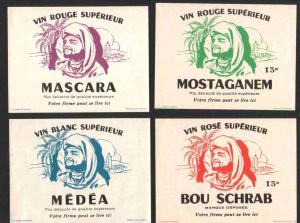 VIN ROUGE SUPÉRIEUR
MASCARA
Vin délimité de qualité supérieure
Votre firme peut se lire ici
VIN ROUGE SUPÉRIEUR
13°
MOSTAGANEM
Vin délimité de qualité supérieure
Votre firme peut se lire ici
VIN BLANC SUPÉRIEUR
MÉDÉA
Vin délimité de qualité supérieure
Votre firme peut se lire ici
VIN ROSÉ SUPÉRIEUR
13°
BOU SCHRAB
MARQUE DÉPOSÉE
Votre firme peut se lire ici